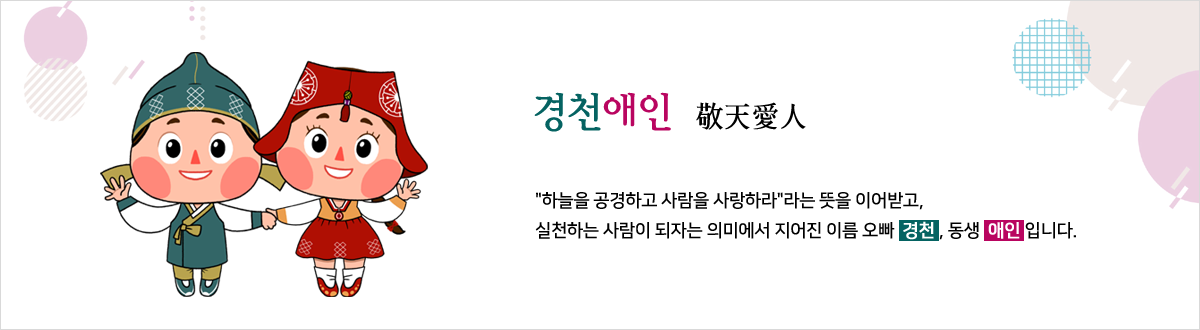 경천애인 敬天愛人
"하늘을 공경하고 사람을 사랑하라"라는 뜻을 이어받고,
실천하는 사람이 되자는 의미에서 지어진 이름 오빠 경천, 동생 애인입니다.